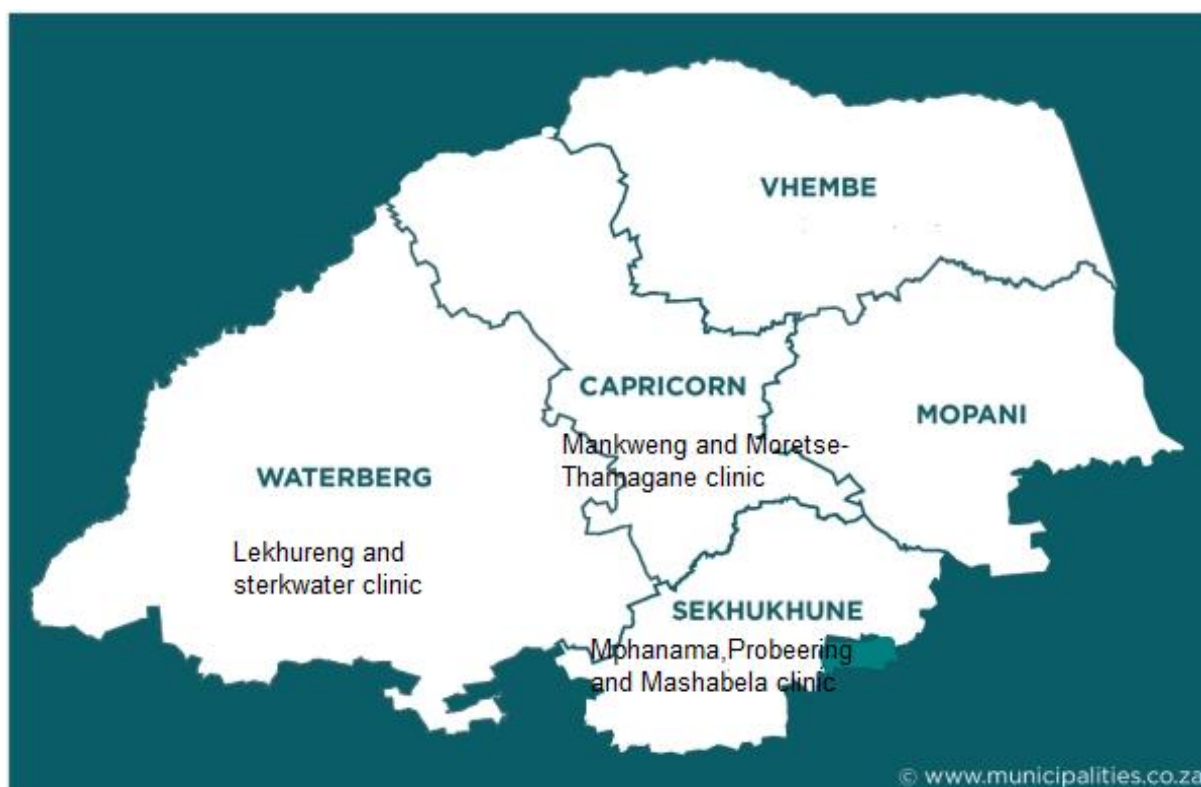 VHEMBE
CAPRICORN
MOPANI
Mankweng and Moretse-
Thamagane clinic
WATERBERG
Lekhureng and
sterkwater clinic
SEKHUKHUNE
Mphanama,Probeering
and Mashabela clinic
© www.municipalities.co.za